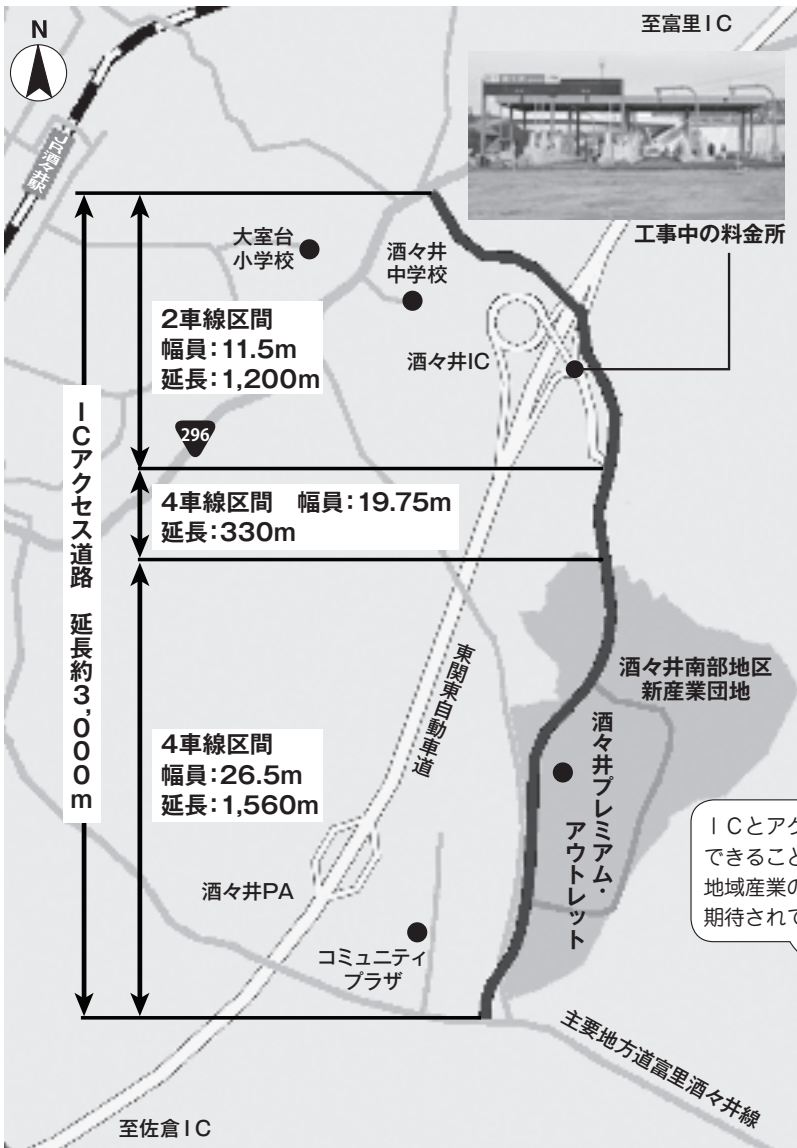 N
至富里IC
JR酒々井駅
工事中の料金所
大室台
小学校
酒々井
中学校
2車線区間
幅員：11.5m
延長：1,200m
酒々井IC
296
ICアクセス道路　延長約3,000m
4車線区間　幅員：19.75m
延長：330m
東関東自動車道
酒々井南部地区
新産業団地
4車線区間
幅員：26.5m
延長：1,560m
酒々井プレミアム・
アウトレット
ICとアク
できること
地域産業の
期待されて
酒々井PA
コミュニティ
プラザ
主要地方道富里酒々井線
至佐倉IC